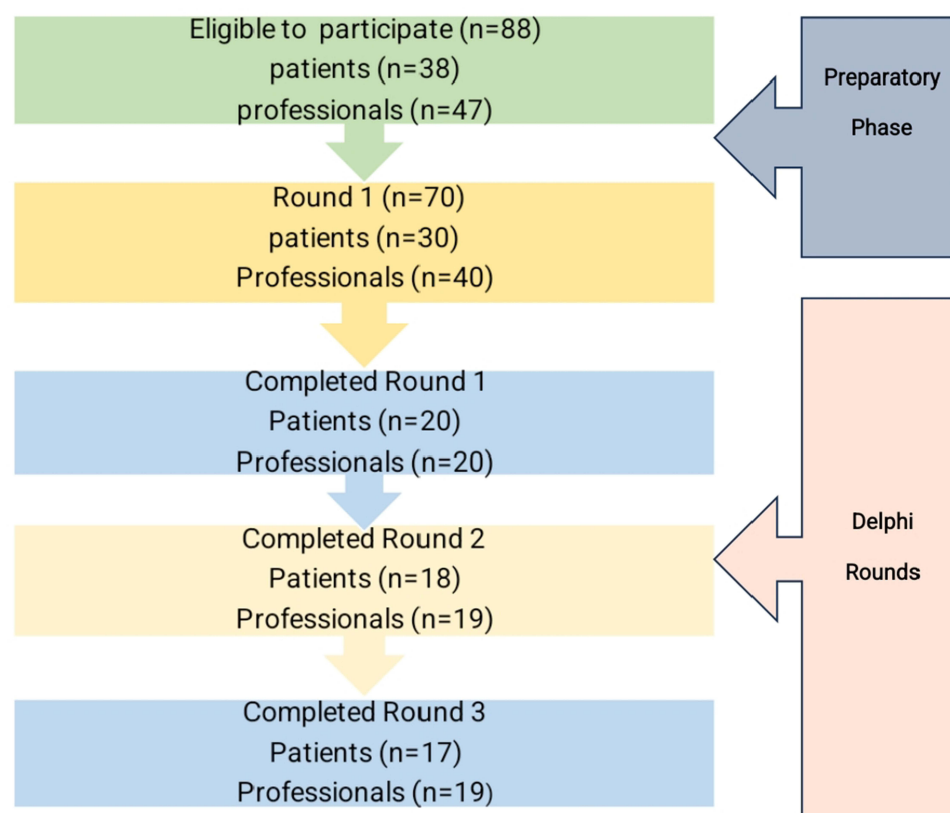 Eligible to participate (n=88)
patients (n=38)
professionals (n=47)
Preparatory
Phase
Round 1 (n=70)
patients (n=30)
Professionals (n=40)
Completed Round 1
Patients (n=20)
Professionals (n=20)
Completed Round 2
Patients (n=18)
Professionals (n=19)
Delphi
Rounds
Completed Round 3
Patients (n=17)
Professionals (n=19)